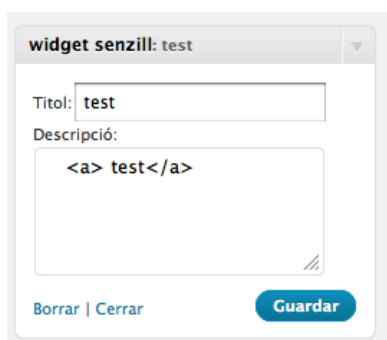 widget senzill: test
Titol: test
Descripció:
<a> test</a>
Borrar | Cerrar Guardar